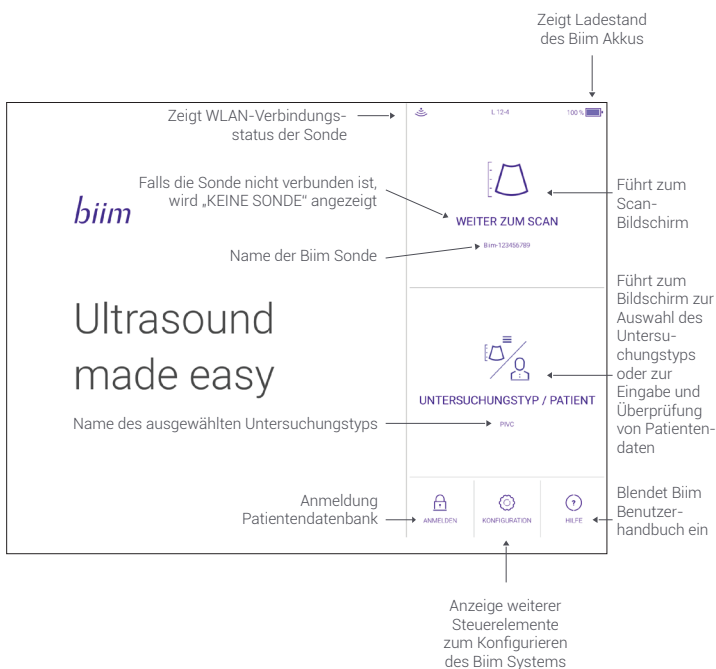 Zeigt Ladestand
des Biim Akkus
Zeigt WLAN-Verbindungs-
status der Sonde
L 12-4
100 %
Falls die Sonde nicht verbunden ist,
wird „KEINE SONDE“ angezeigt
biim
WEITER ZUM SCAN
Biim-123456789
Name der Biim Sonde
Führt zum
Scan-
Bildschirm
Ultrasound
made easy
Führt zum
Bildschirm zur
Auswahl des
Untersu-
chungstyps
oder zur
Eingabe und
Überprüfung
von Patienten-
daten
UNTERSUCHUNGSTYP / PATIENT
Name des ausgewählten Untersuchungstyps
PIVC
Anmeldung
Patientendatenbank
ANMELDEN
KONFIGURATION
?
HILFE
Blendet Biim
Benutzer-
handbuch ein
Anzeige weiterer
Steuerelemente
zum Konfigurieren
des Biim Systems